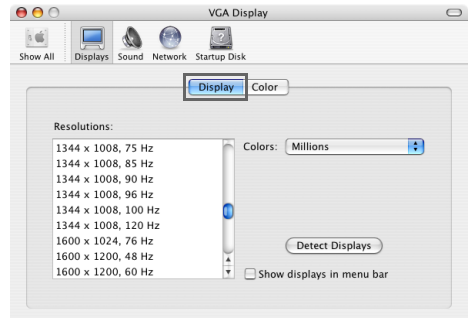 VGA Display
Show All Displays Sound Network Startup Disk
Display Color
Resolutions:
1344 x 1008, 75 Hz
Colors: Millions
1344 x 1008, 85 Hz
1344 x 1008, 90 Hz
1344 x 1008, 96 Hz
1344 x 1008, 100 Hz
1344 x 1008, 120 Hz
1600 x 1024, 76 Hz
1600 x 1200, 48 Hz
1600 x 1200, 60 Hz
Detect Displays
Show displays in menu bar